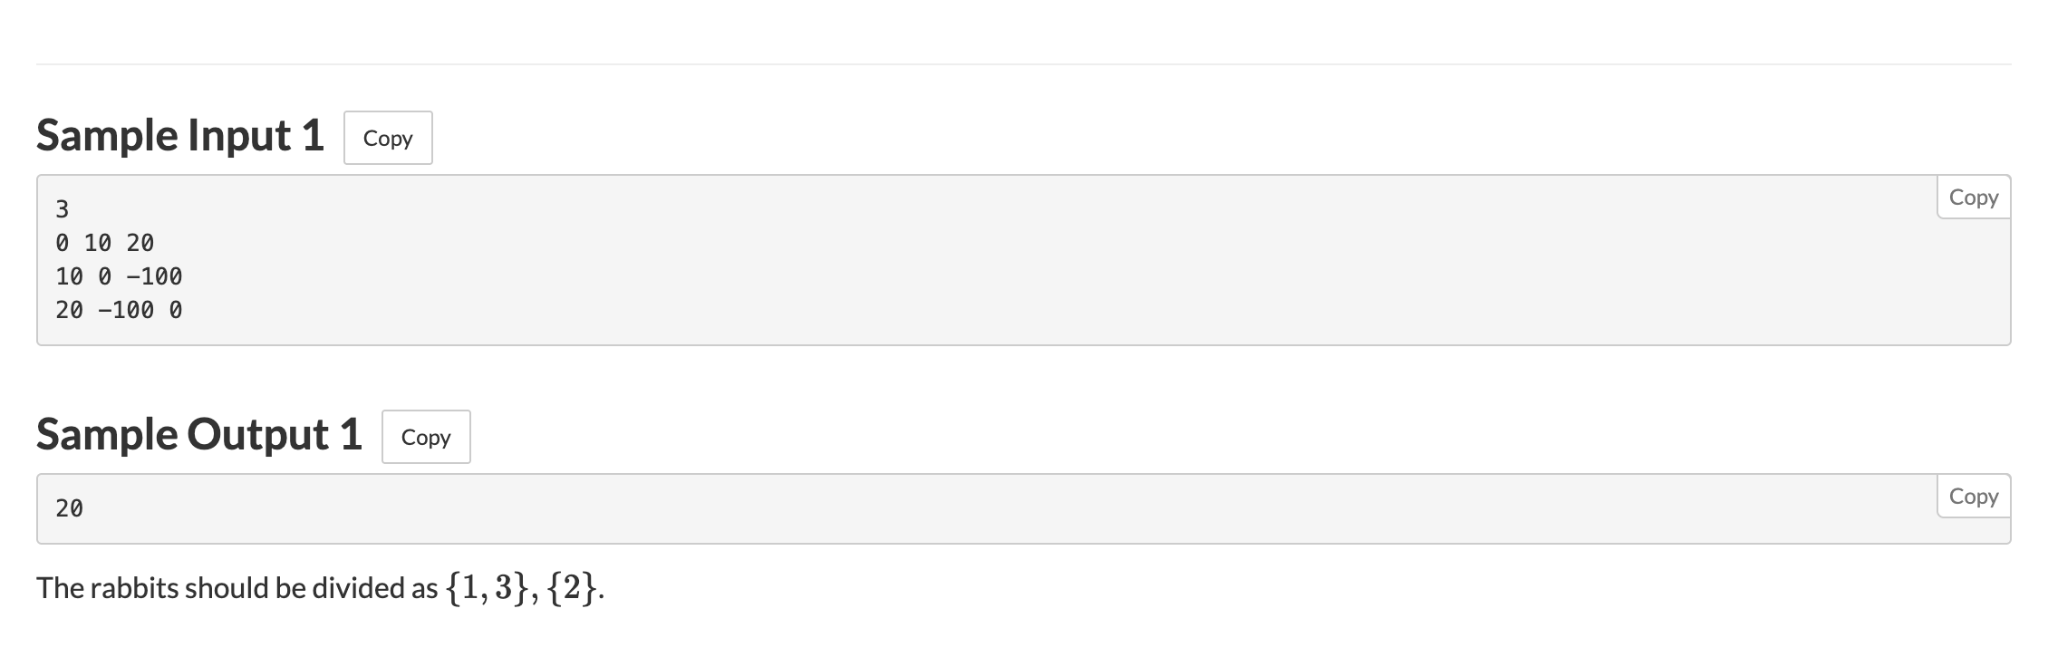 Sample Input 1 Copy
Copy
3
0 10 20
10 0 -100
20 -100 0
Sample Output 1 Copy
Copy
20
The rabbits should be divided as {1, 3}, {2}.